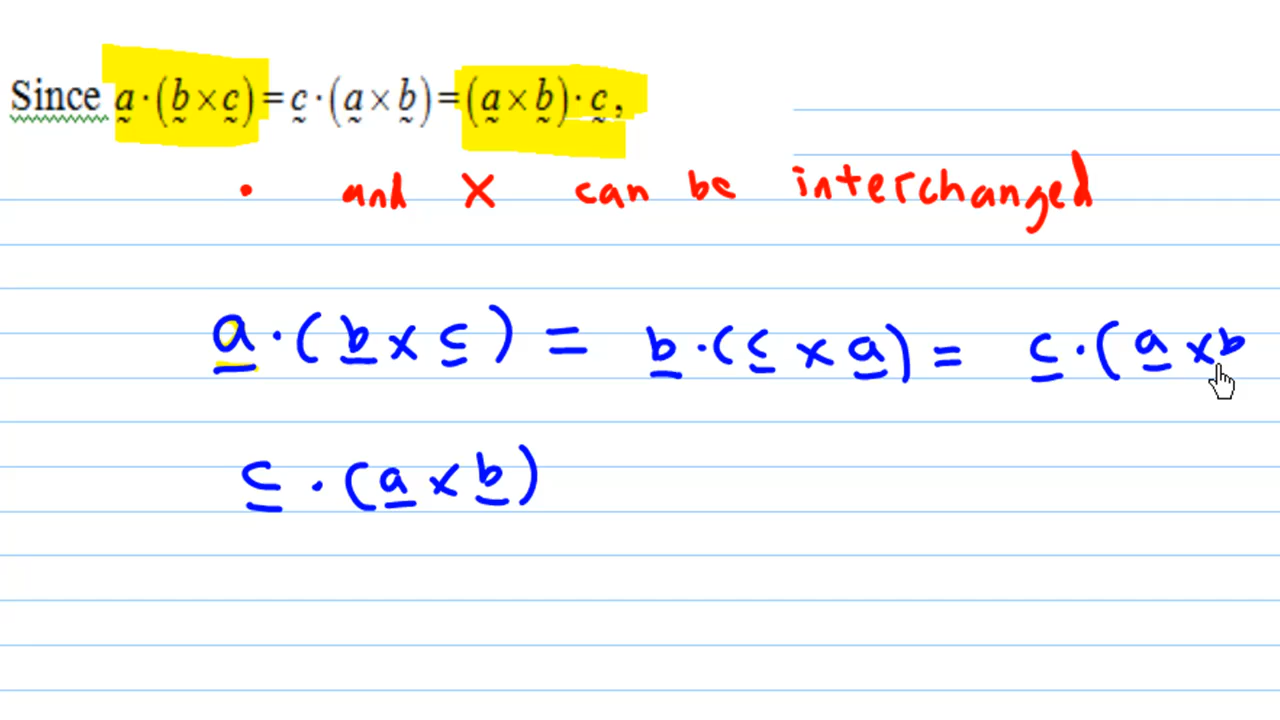 Since a̰ · (b̰ × c̰) = c̰ · (a̰ × b̰) = (a̰ × b̰) · c̰,
· and X can be interchanged
a̲ · (b̲ × c̲) = b̲ · (c̲ × a̲) = c̲ · (a̲ × b
c̲ · (a̲ × b̲)